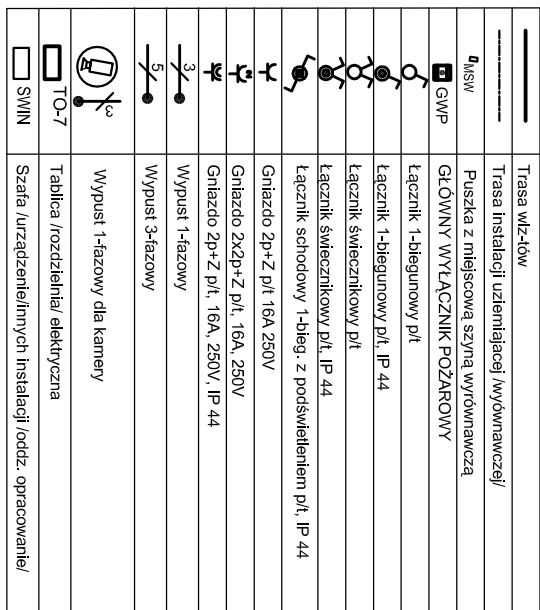 Trasa wlz-tów
Trasa instalacji uziemiajacej /wyównawczej/
MSW Puszka z miejscową szyną wyrównawczą
GWP GŁÓWNY WYŁĄCZNIK POŻAROWY
Łącznik 1-biegunowy p/t
Łącznik 1-biegunowy p/t, IP 44
Łącznik świecznikowy p/t
Łącznik świecznikowy p/t, IP 44
Łącznik schodowy 1-bieg. z podświetleniem p/t, IP 44
Gniazdo 2p+Z p/t 16A 250V
2 Gniazdo 2x2p+Z p/t, 16A, 250V
Gniazdo 2p+Z p/t, 16A, 250V, IP 44
3 Wypust 1-fazowy
5 Wypust 3-fazowy
3 Wypust 1-fazowy dla kamery
TO-7 Tablica /rozdzielnia/ elektryczna
SWIN Szafa /urządzenie/innych instalacji /oddz. opracowanie/